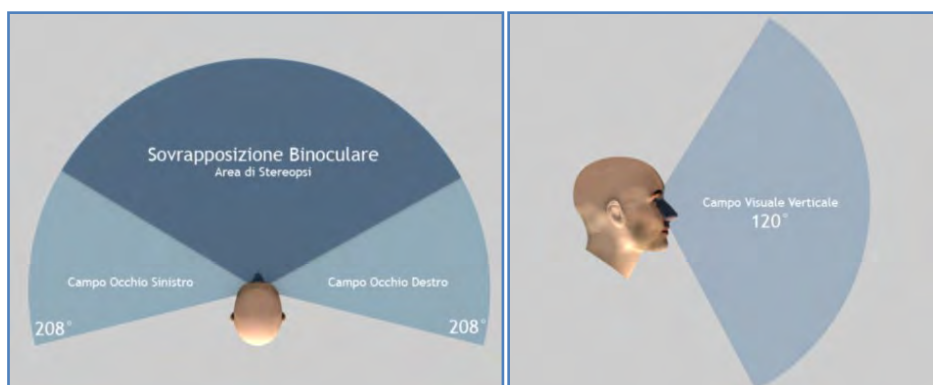 Sovrapposizione Binoculare
Area di Stereopsi
Campo Occhio Sinistro
Campo Occhio Destro
208°
208°
Campo Visuale Verticale
120°